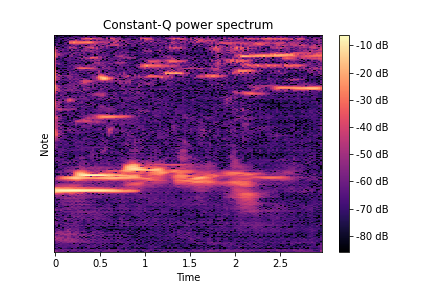 Constant-Q power spectrum
Note
-10 dB
-20 dB
-30 dB
-40 dB
-50 dB
-60 dB
-70 dB
-80 dB
0 0.5 1 1.5 2 2.5
Time